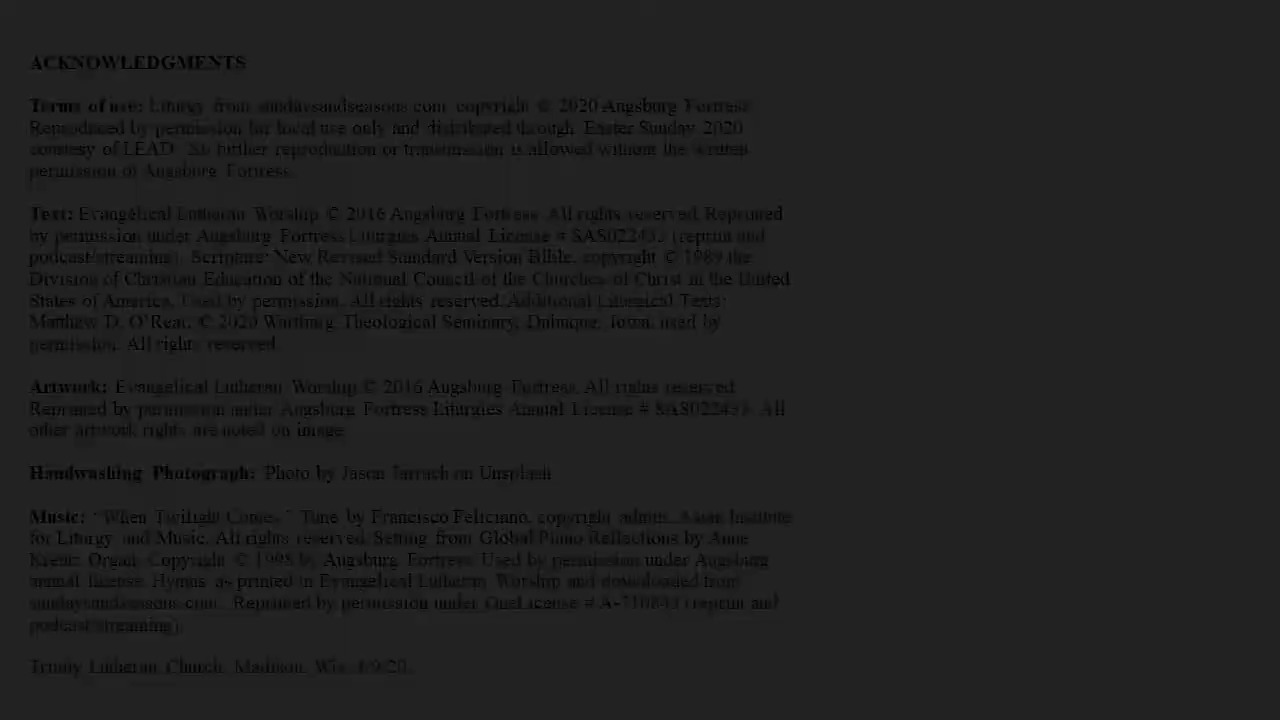 ACKNOWLEDGMENTS
Terms of use: Liturgy from sundaysandseasons.com copyright © 2020 Augsburg Fortress.
Reproduced by permission for local use only and distributed through Easter Sunday 2020
courtesy of LEAD. No further reproduction or transmission is allowed without the written
permission of Augsburg Fortress.
Text: Evangelical Lutheran Worship © 2016 Augsburg Fortress. All rights reserved. Reprinted
by permission under Augsburg Fortress Liturgies Annual License # SAS022433 (reprint and
podcast/streaming). Scripture: New Revised Standard Version Bible, copyright © 1989 the
Division of Christian Education of the National Council of the Churches of Christ in the United
States of America. Used by permission. All rights reserved. Additional Liturgical Texts:
Matthew D. O'Rear, © 2020 Wartburg Theological Seminary, Dubuque, Iowa, used by
permission. All rights reserved.
Artwork: Evangelical Lutheran Worship © 2016 Augsburg Fortress. All rights reserved.
Reprinted by permission under Augsburg Fortress Liturgies Annual License # SAS022433. All
other artwork rights are noted on image.
Handwashing Photograph: Photo by Jason Jarrach on Unsplash
Music: "When Twilight Comes," Tune by Francisco Feliciano, copyright admin. Asian Institute
for Liturgy and Music. All rights reserved. Setting from Global Piano Reflections by Anne
Organ. Copyright © 1998 by Augsburg Fortress. Used by permission under Augsburg
annual license. Hymns as printed in Evangelical Lutheran Worship and downloaded from
sundaysandseasons.com. Reprinted by permission under OneLicense # (reprint and
podcast/streaming).
Trinity Lutheran Church, Madison, Wis. 4/9/20.